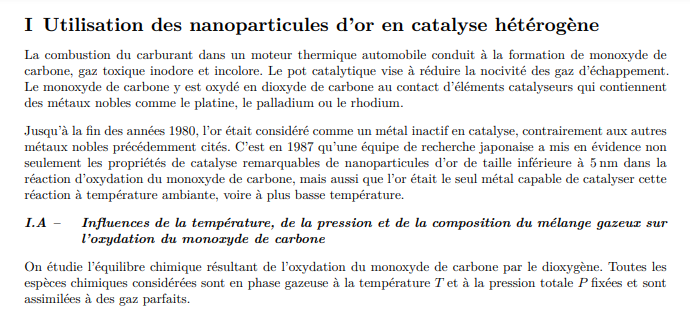 I Utilisation des nanoparticules d'or en catalyse hétérogène
La combustion du carburant dans un moteur thermique automobile conduit à la formation de monoxyde de
carbone, gaz toxique inodore et incolore. Le pot catalytique vise à réduire la nocivité des gaz d'échappement.
Le monoxyde de carbone y est oxydé en dioxyde de carbone au contact d'éléments catalyseurs qui contiennent
des métaux nobles comme le platine, le palladium ou le rhodium.
Jusqu'à la fin des années 1980, l'or était considéré comme un métal inactif en catalyse, contrairement aux autres
métaux nobles précédemment cités. C'est en 1987 qu'une équipe de recherche japonaise a mis en évidence non
seulement les propriétés de catalyse remarquables de nanoparticules d'or de taille inférieure à 5 nm dans la
réaction d'oxydation du monoxyde de carbone, mais aussi que l'or était le seul métal capable de catalyser cette
réaction à température ambiante, voire à plus basse température.
I.A – Influences de la température, de la pression et de la composition du mélange gazeux sur
l'oxydation du monoxyde de carbone
On étudie l'équilibre chimique résultant de l'oxydation du monoxyde de carbone par le dioxygène. Toutes les
espèces chimiques considérées sont en phase gazeuse à la température T et à la pression totale P fixées et sont
assimilées à des gaz parfaits.